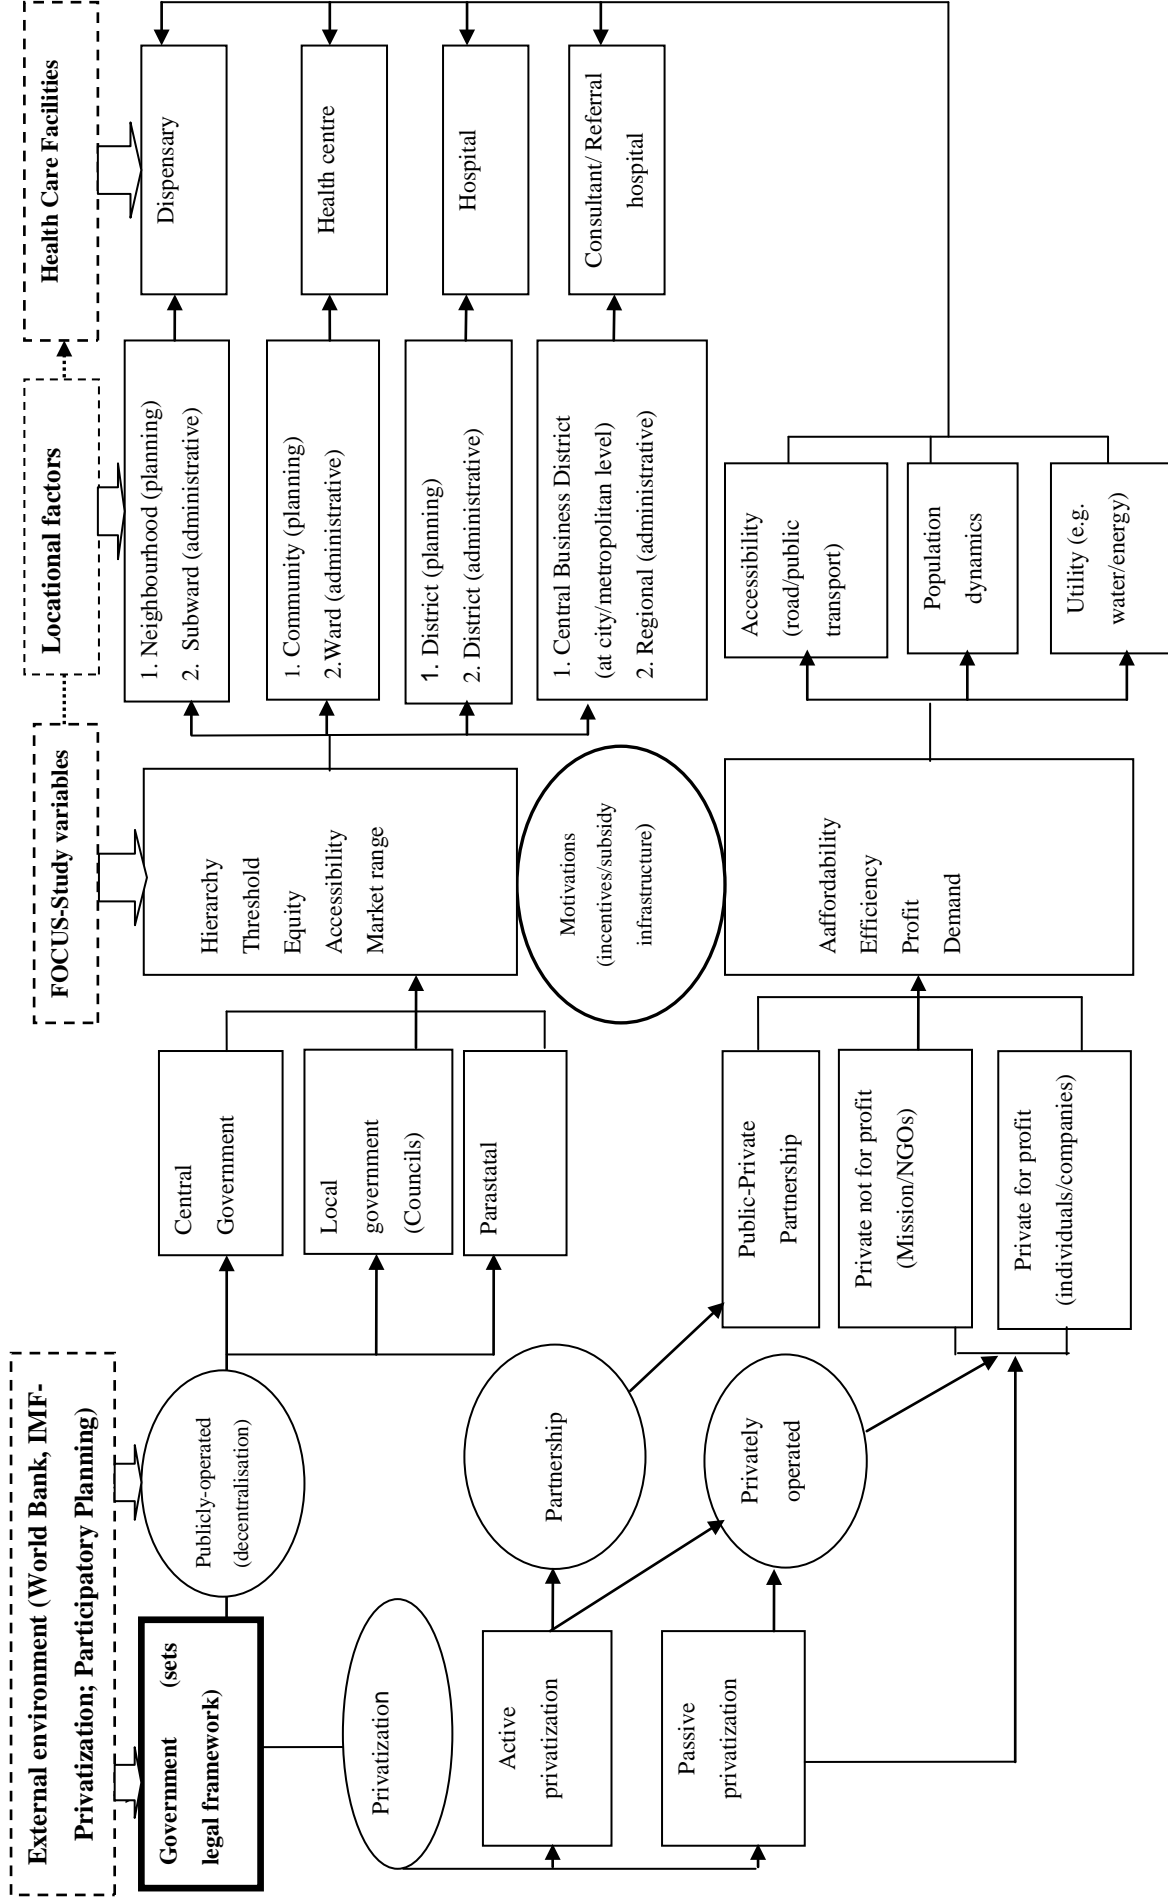 External environment (World Bank, IMF-
Privatization; Participatory Planning)
FOCUS-Study variables
Locational factors
Health Care Facilities
Government (sets
legal framework)
Publicly-operated
(decentralisation)
Privatization
Active
privatization
Passive
privatization
Partnership
Privately
operated
Central
Government
Local
government
(Councils)
Parastatal
Public-Private
Partnership
Private not for profit
(Mission/NGOs)
Private for profit
(individuals/companies)
Hierarchy
Threshold
Equity
Accessibility
Market range
Motivations
(incentives/subsidy
infrastructure)
Aaffordability
Efficiency
Profit
Demand
1. Neighbourhood (planning)
2. Subward (administrative)
1. Community (planning)
2.Ward (administrative)
1. District (planning)
2. District (administrative)
1. Central Business District
(at city/metropolitan level)
2. Regional (administrative)
Accessibility
(road/public
transport)
Population
dynamics
Utility (e.g.
water/energy)
Dispensary
Health centre
Hospital
Consultant/ Referral
hospital